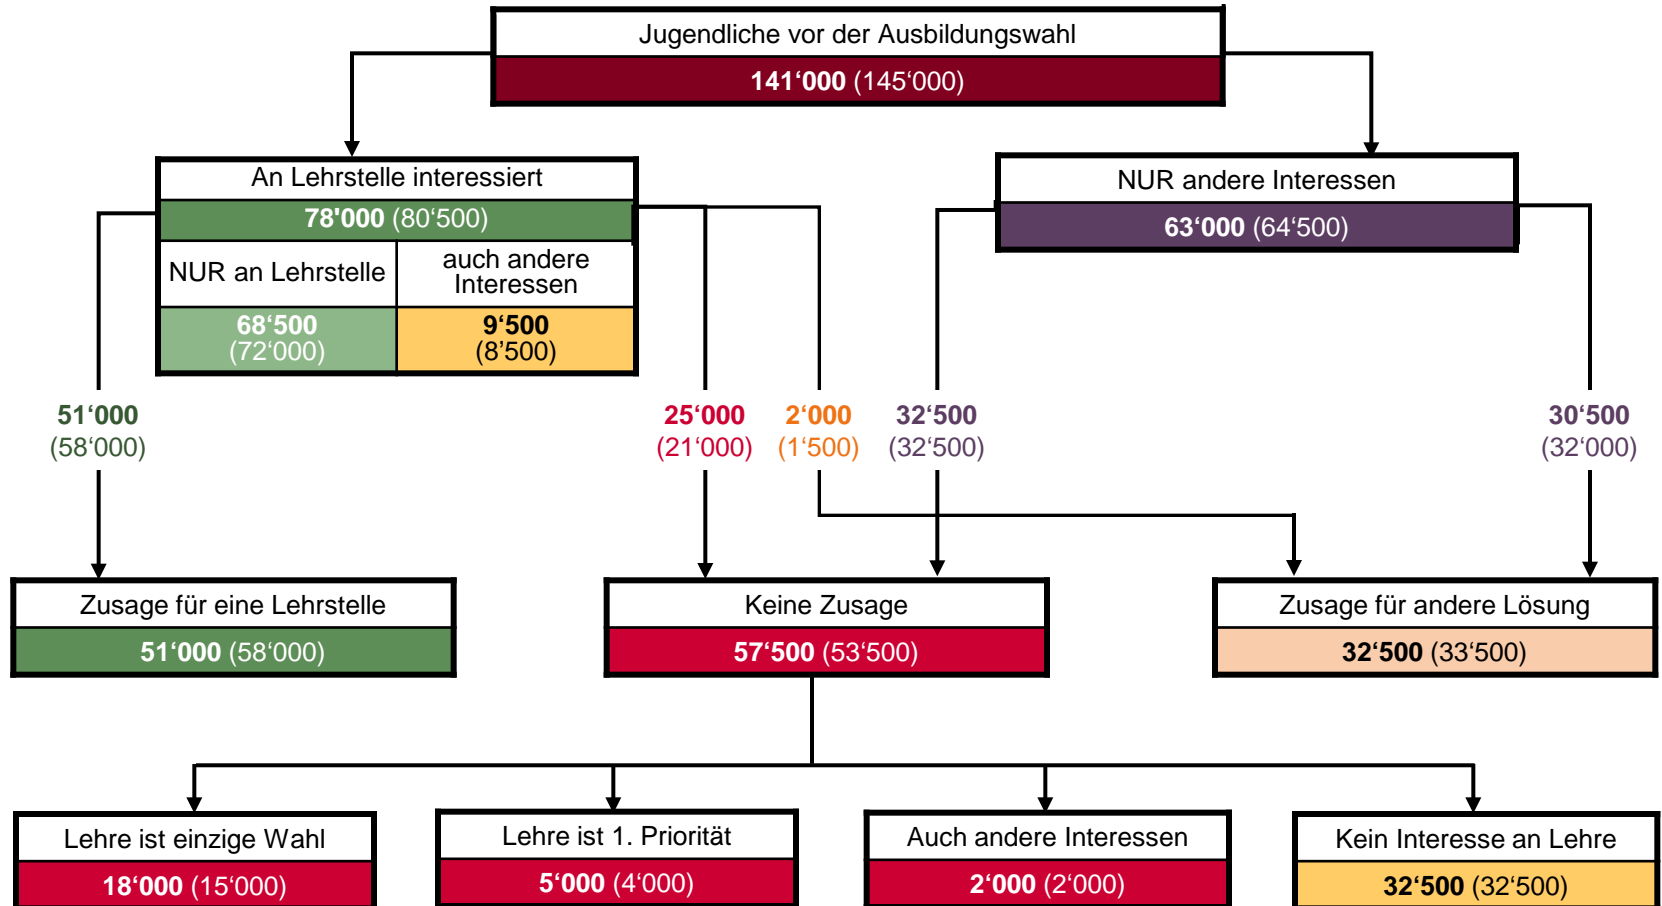 Jugendliche vor der Ausbildungswahl
141‘000 (145‘000)
An Lehrstelle interessiert
78'000 (80‘500)
NUR an Lehrstelle
auch andere
Interessen
68‘500
(72‘000)
9‘500
(8‘500)
NUR andere Interessen
63‘000 (64‘500)
51‘000
(58‘000)
25‘000
(21‘000)
2‘000
(1‘500)
32‘500
(32‘500)
30‘500
(32‘000)
Zusage für eine Lehrstelle
51‘000 (58‘000)
Keine Zusage
57‘500 (53‘500)
Zusage für andere Lösung
32‘500 (33‘500)
Lehre ist einzige Wahl
18‘000 (15‘000)
Lehre ist 1. Priorität
5‘000 (4‘000)
Auch andere Interessen
2‘000 (2‘000)
Kein Interesse an Lehre
32‘500 (32‘500)